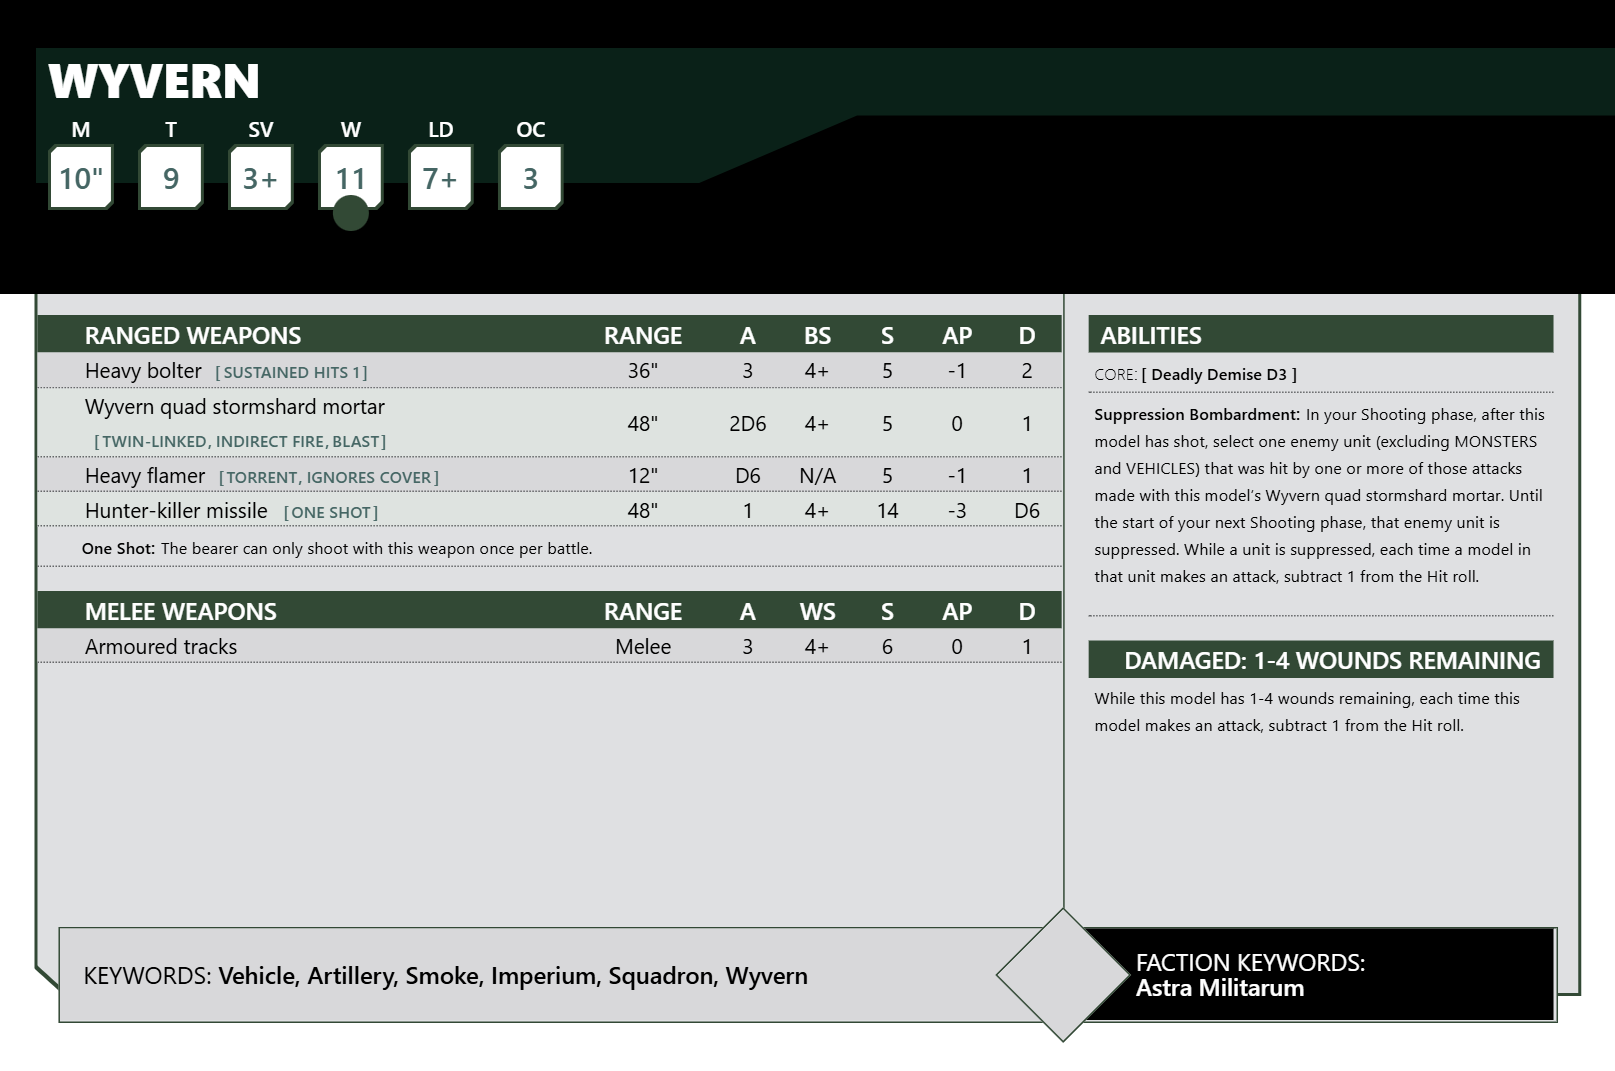 WYVERN
M T SV W LD OC
10" 9 3+ 11 7+ 3
RANGED WEAPONS RANGE A BS S AP D
Heavy bolter [ SUSTAINED HITS 1 ] 36" 3 4+ 5 -1 2
Wyvern quad stormshard mortar
[ TWIN-LINKED, INDIRECT FIRE, BLAST ] 48" 2D6 4+ 5 0 1
Heavy flamer [ TORRENT, IGNORES COVER ] 12" D6 N/A 5 -1 1
Hunter-killer missile [ ONE SHOT ] 48" 1 4+ 14 -3 D6
One Shot: The bearer can only shoot with this weapon once per battle.
MELEE WEAPONS RANGE A WS S AP D
Armoured tracks Melee 3 4+ 6 0 1
ABILITIES
CORE: [ Deadly Demise D3 ]
Suppression Bombardment: In your Shooting phase, after this
model has shot, select one enemy unit (excluding MONSTERS
and VEHICLES) that was hit by one or more of those attacks
made with this model's Wyvern quad stormshard mortar. Until
the start of your next Shooting phase, that enemy unit is
suppressed. While a unit is suppressed, each time a model in
that unit makes an attack, subtract 1 from the Hit roll.
DAMAGED: 1-4 WOUNDS REMAINING
While this model has 1-4 wounds remaining, each time this
model makes an attack, subtract 1 from the Hit roll.
KEYWORDS: Vehicle, Artillery, Smoke, Imperium, Squadron, Wyvern
FACTION KEYWORDS:
Astra Militarum